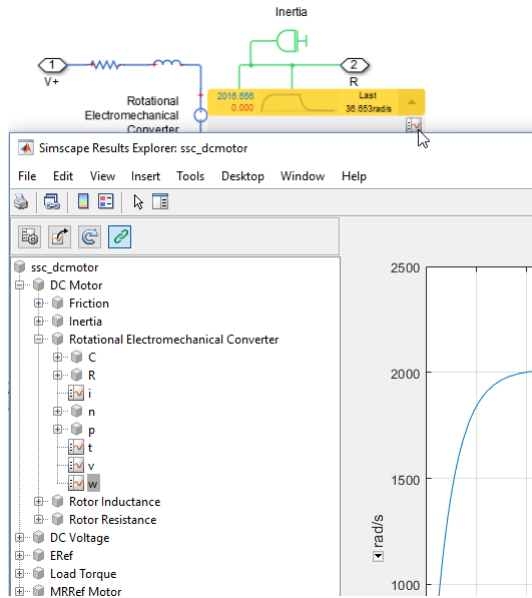 Inertia
1
V+
2
R
Rotational
Electromechanical
Converter
2016.656
0.000
Last
36.653rad/s
Simscape Results Explorer: ssc_dcmotor
File Edit View Insert Tools Desktop Window Help
ssc_dcmotor
DC Motor
Friction
Inertia
Rotational Electromechanical Converter
C
R
i
n
p
t
v
w
Rotor Inductance
Rotor Resistance
DC Voltage
ERef
Load Torque
MRRef Motor
2500
2000
1500
rad/s
1000